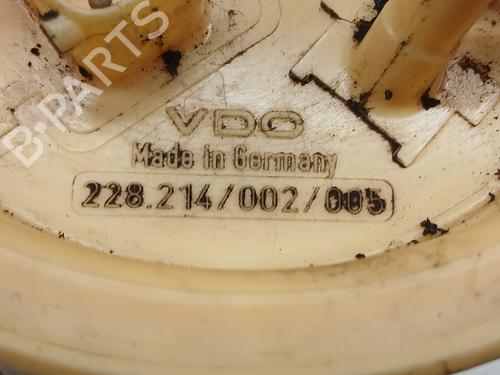 B-PARTS
VDO
Made in Germany
228.214/002/005